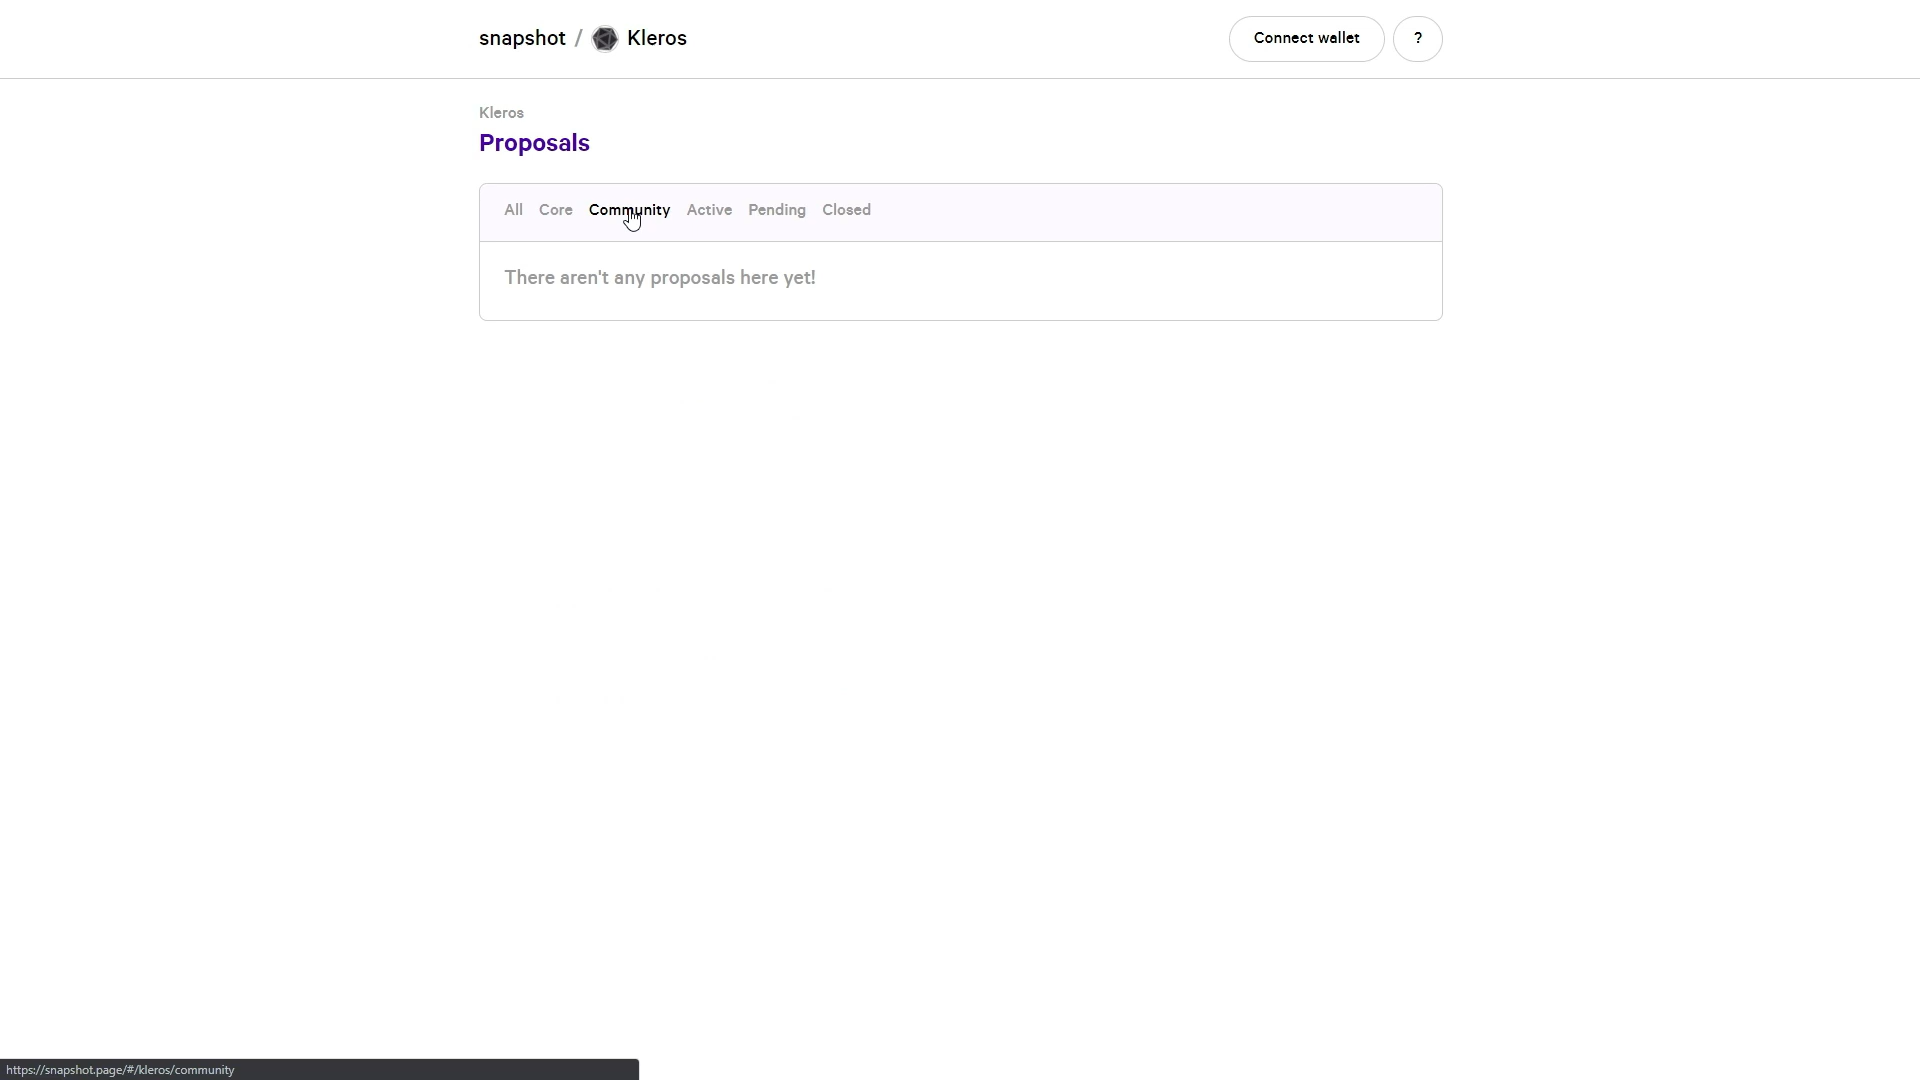 snapshot / Kleros
Connect wallet
?
Kleros
Proposals
All Core Community Active Pending Closed
There aren't any proposals here yet!
https://snapshot.page/#/kleros/community